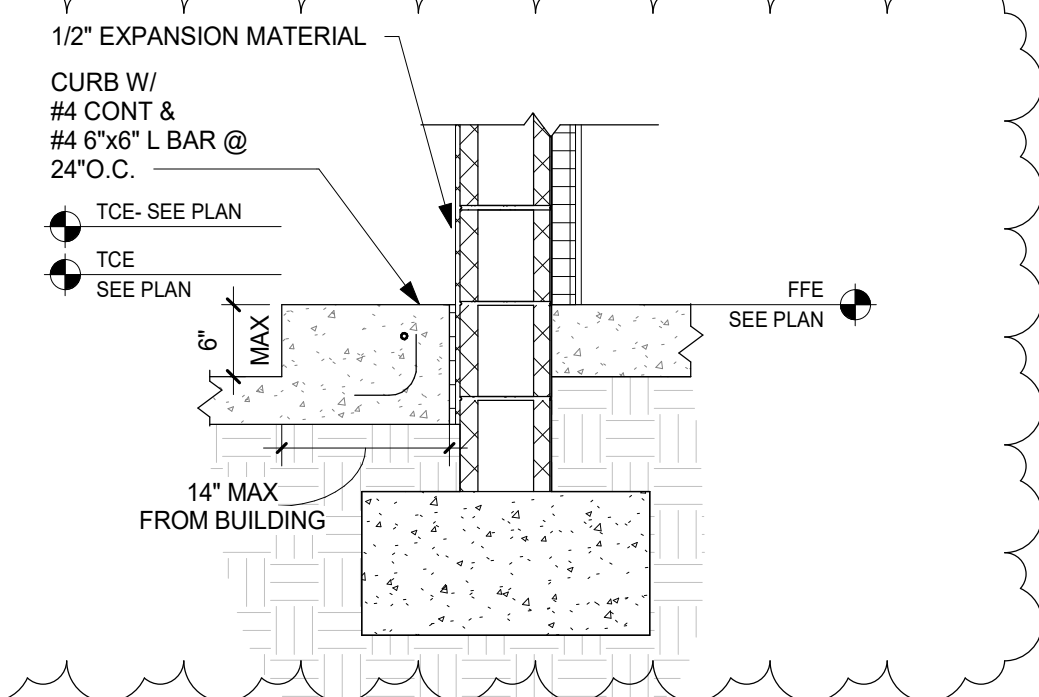 1/2" EXPANSION MATERIAL
CURB W/
#4 CONT &
#4 6"x6" L BAR @
24"O.C.
TCE- SEE PLAN
TCE
SEE PLAN
FFE
SEE PLAN
6"
MAX
14" MAX
FROM BUILDING